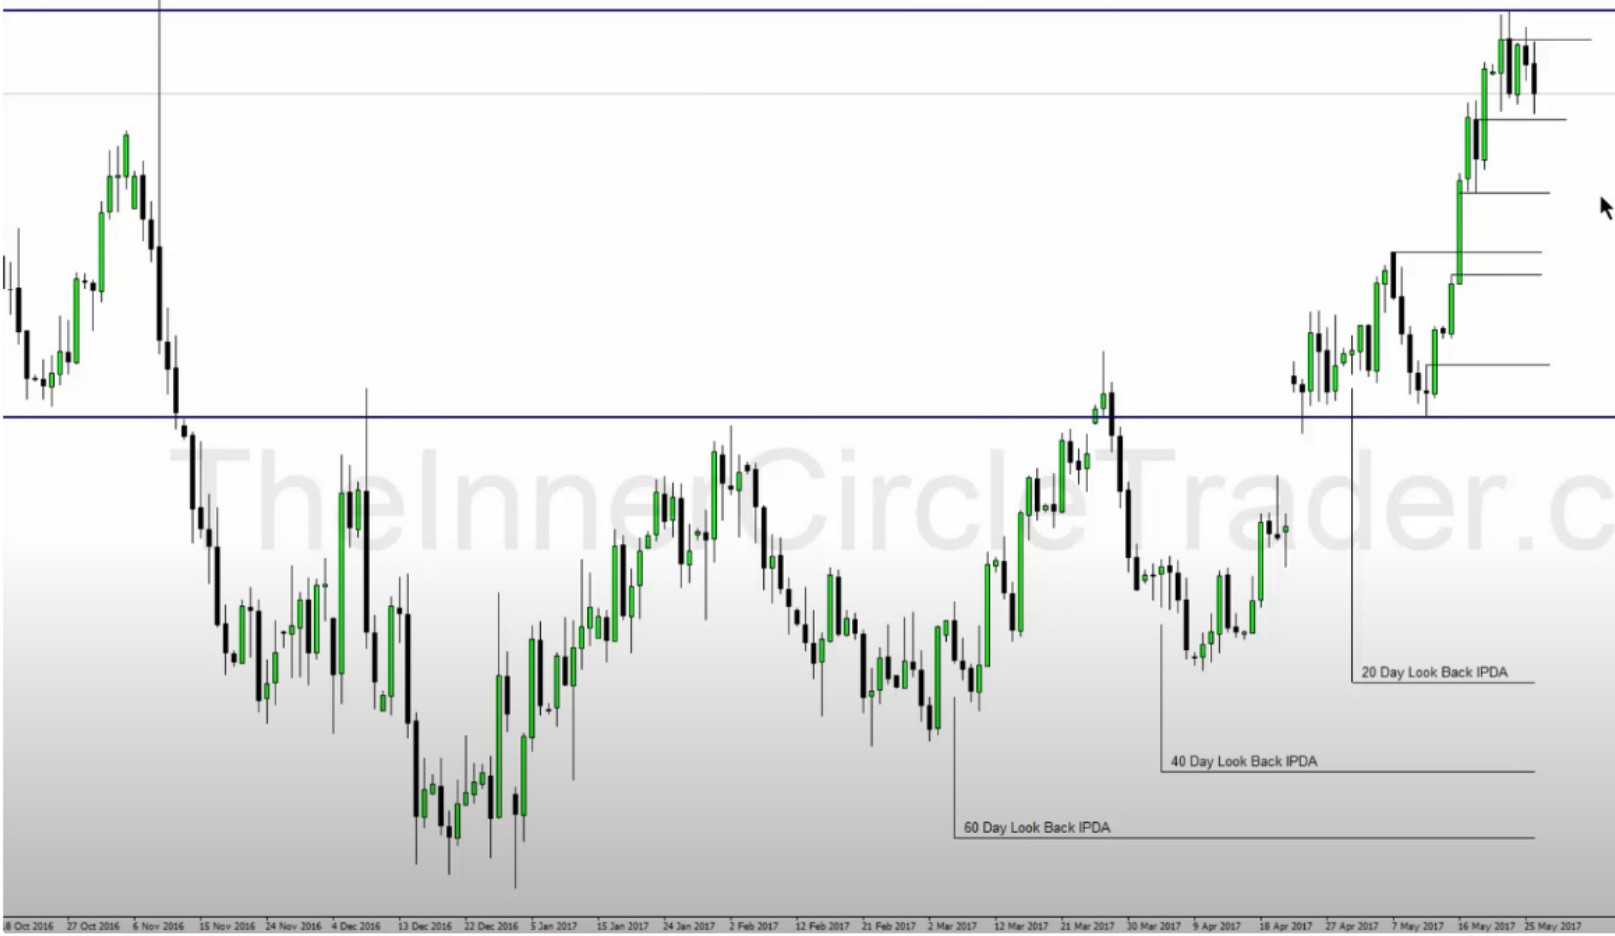 TheInnerCircleTrader.c
20 Day Look Back IPDA
40 Day Look Back IPDA
60 Day Look Back IPDA
18 Oct 2016 27 Oct 2016 6 Nov 2016 15 Nov 2016 24 Nov 2016 4 Dec 2016 13 Dec 2016 22 Dec 2016 5 Jan 2017 15 Jan 2017 24 Jan 2017 2 Feb 2017 12 Feb 2017 21 Feb 2017 2 Mar 2017 12 Mar 2017 21 Mar 2017 30 Mar 2017 9 Apr 2017 18 Apr 2017 27 Apr 2017 7 May 2017 16 May 2017 25 May 2017